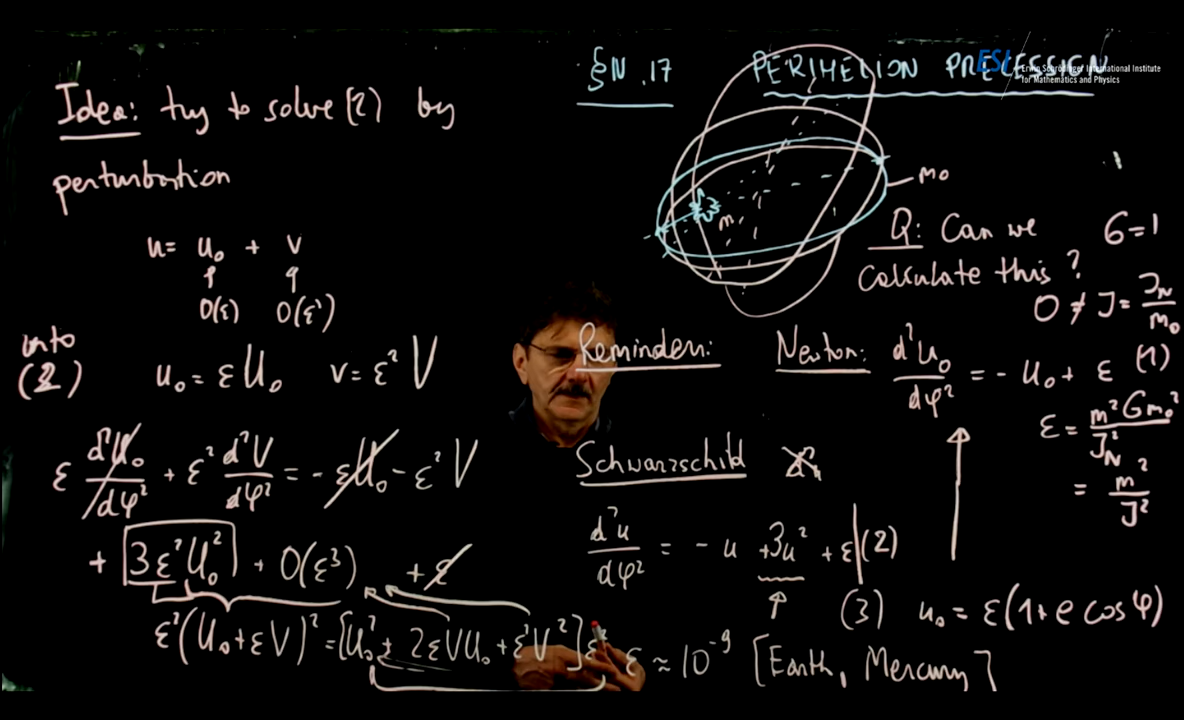 §N.17 PERIHELION PRECESSION
ESI Erwin Schrödinger International Institute
for Mathematics and Physics
Idea: try to solve (2) by
perturbation
u = u₀ + v
O(ε) O(ε²)
into
(2) u₀ = εU₀ v = ε²V
ε d²U₀/dφ² + ε² d²V/dφ² = - εU₀ - ε²V
+ 3ε²U₀² + O(ε³) + ε
ε²(U₀+εV)² = [U₀² + 2εVU₀ + ε²V²]ε²
m₀
m
Q: Can we
calculate this?
G=1
0 ≠ J = J_N/m₀
Reminder: Newton: d²u₀/dφ² = - u₀ + ε (1)
ε = m²Gm₀²/J_N²
= m²/J²
Schwarzschild
d²u/dφ² = - u + 3u² + ε (2)
(3) u₀ = ε(1+e cos φ)
ε ≈ 10⁻⁹ [Earth, Mercury]